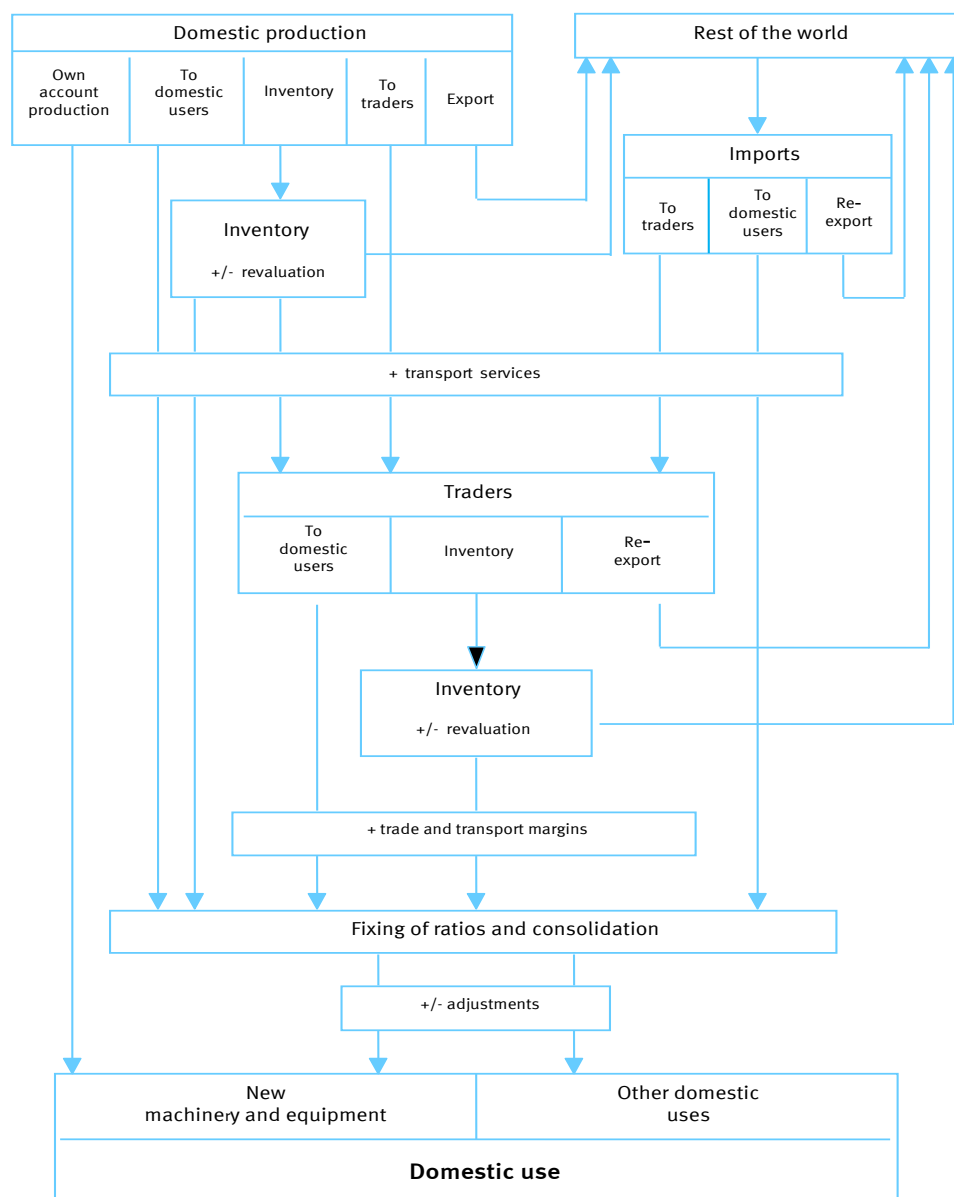 Domestic production
Own
account
production
To
domestic
users
Inventory
To
traders
Export
Rest of the world
Imports
To
traders
To
domestic
users
Re-
export
Inventory
+/- revaluation
+ transport services
Traders
To
domestic
users
Inventory
Re-
export
Inventory
+/- revaluation
+ trade and transport margins
Fixing of ratios and consolidation
+/- adjustments
New
machinery and equipment
Other domestic
uses
Domestic use